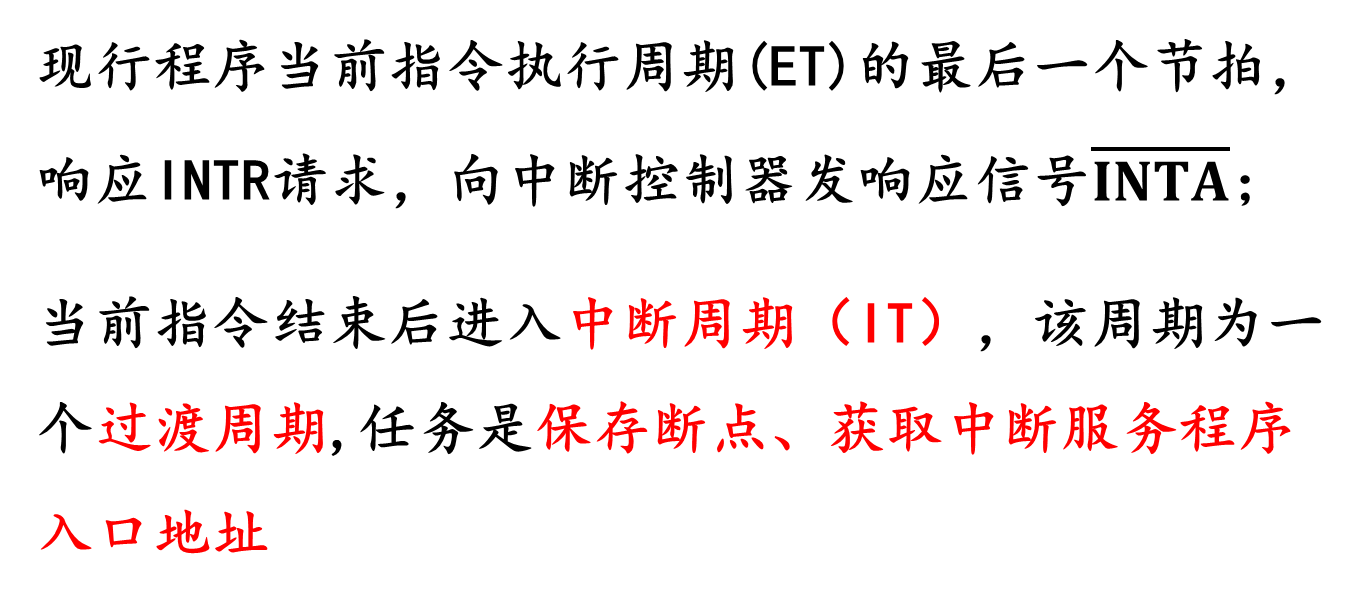 现行程序当前指令执行周期(ET)的最后一个节拍，
响应INTR请求，向中断控制器发响应信号$\overline{\text{INTA}}$；
当前指令结束后进入中断周期（IT），该周期为一
个过渡周期,任务是保存断点、获取中断服务程序
入口地址